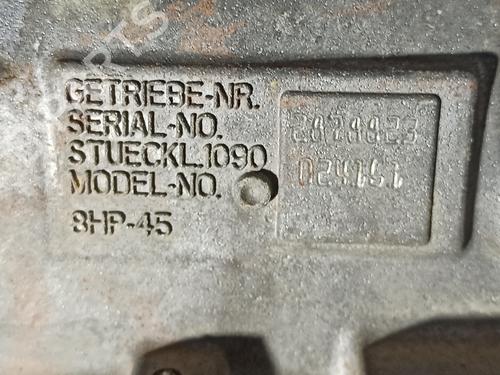 GETRIEBE-NR.
SERIAL-NO.
STUECKL.1090
MODEL-NO.
8HP-45